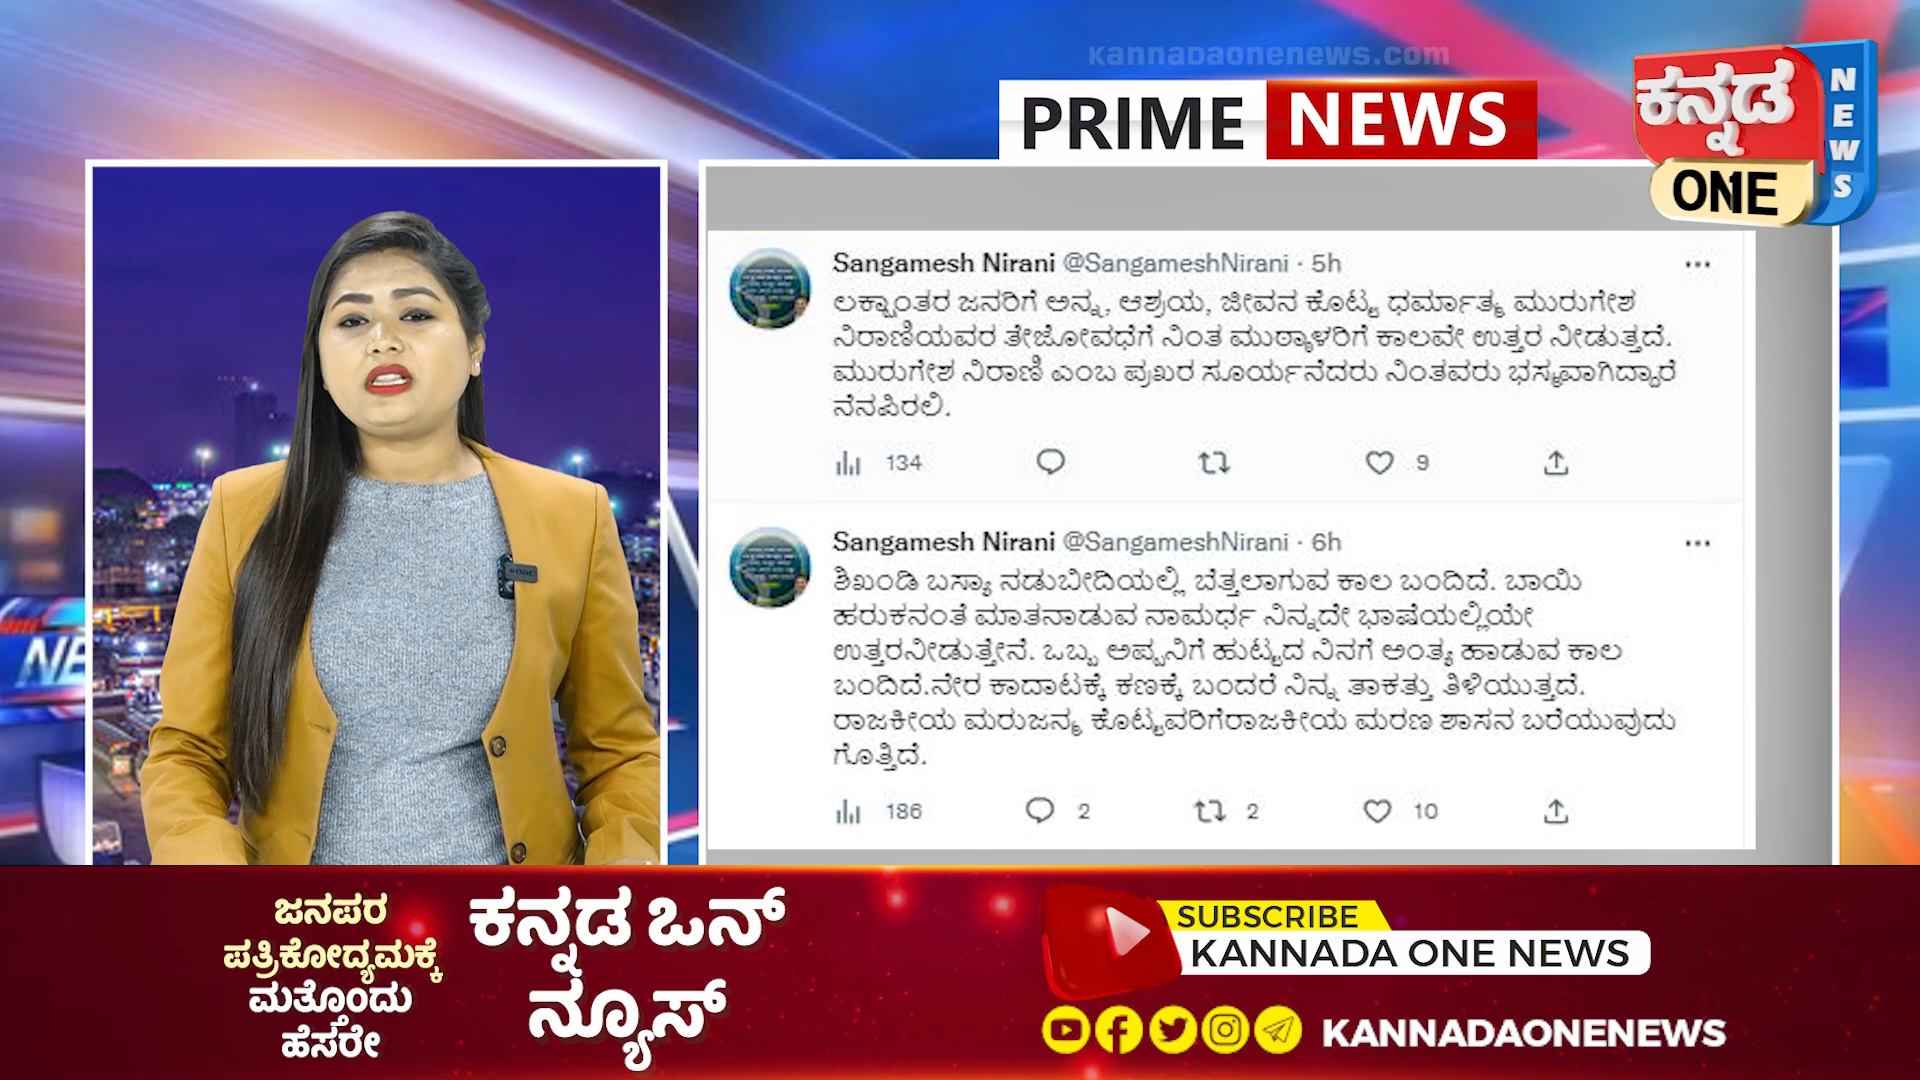 kannadaonenews.com
PRIME NEWS
ಕನ್ನಡ
ONE
NEWS
Sangamesh Nirani @SangameshNirani · 5h
ಲಕ್ಷಾಂತರ ಜನರಿಗೆ ಅನ್ನ, ಆಶ್ರಯ, ಜೀವನ ಕೊಟ್ಟ ಧರ್ಮಾತ್ಮ ಮುರುಗೇಶ
ನಿರಾಣಿಯವರ ತೇಜೋವಧೆಗೆ ನಿಂತ ಮುಠ್ಠಾಳರಿಗೆ ಕಾಲವೇ ಉತ್ತರ ನೀಡುತ್ತದೆ.
ಮುರುಗೇಶ ನಿರಾಣಿ ಎಂಬ ಪ್ರಖರ ಸೂರ್ಯನೆದರು ನಿಂತವರು ಭಸ್ಮವಾಗಿದ್ದಾರೆ
ನೆನಪಿರಲಿ.
134 9
Sangamesh Nirani @SangameshNirani · 6h
ಶಿಖಂಡಿ ಬಸ್ಯಾ ನಡುಬೀದಿಯಲ್ಲಿ ಬೆತ್ತಲಾಗುವ ಕಾಲ ಬಂದಿದೆ. ಬಾಯಿ
ಹರುಕನಂತೆ ಮಾತನಾಡುವ ನಾಮರ್ಧ ನಿನ್ನದೇ ಭಾಷೆಯಲ್ಲಿಯೇ
ಉತ್ತರನೀಡುತ್ತೇನೆ. ಒಬ್ಬ ಅಪ್ಪನಿಗೆ ಹುಟ್ಟದ ನಿನಗೆ ಅಂತ್ಯ ಹಾಡುವ ಕಾಲ
ಬಂದಿದೆ.ನೇರ ಕಾದಾಟಕ್ಕೆ ಕಣಕ್ಕೆ ಬಂದರೆ ನಿನ್ನ ತಾಕತ್ತು ತಿಳಿಯುತ್ತದೆ.
ರಾಜಕೀಯ ಮರುಜನ್ಮ ಕೊಟ್ಟವರಿಗೆರಾಜಕೀಯ ಮರಣ ಶಾಸನ ಬರೆಯುವುದು
ಗೊತ್ತಿದೆ.
186 2 2 10
NE
ಜನಪರ
ಪತ್ರಿಕೋದ್ಯಮಕ್ಕೆ
ಮತ್ತೊಂದು
ಹೆಸರೇ
ಕನ್ನಡ ಒನ್
ನ್ಯೂಸ್
SUBSCRIBE
KANNADA ONE NEWS
KANNADAONENEWS